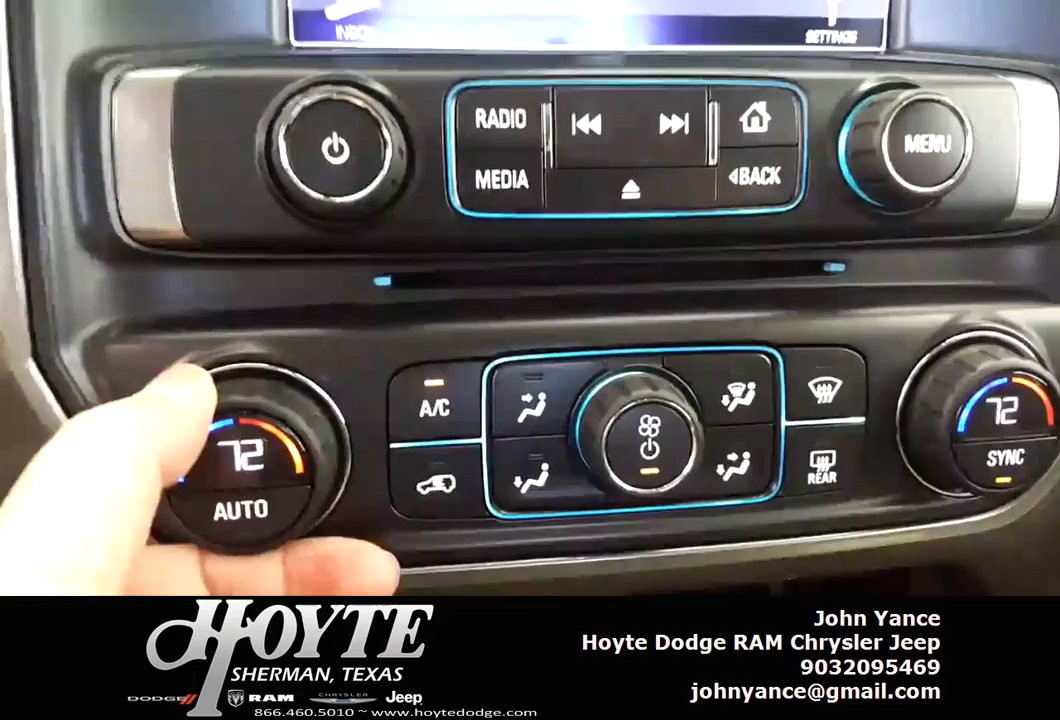 INBOX
SETTINGS
RADIO
MENU
MEDIA
BACK
A/C
72
72
AUTO
SYNC
REAR
HOYTE
SHERMAN, TEXAS
DODGE RAM CHRYSLER Jeep
866.460.5010 ~ www.hoytedodge.com
John Yance
Hoyte Dodge RAM Chrysler Jeep
9032095469
johnyance@gmail.com